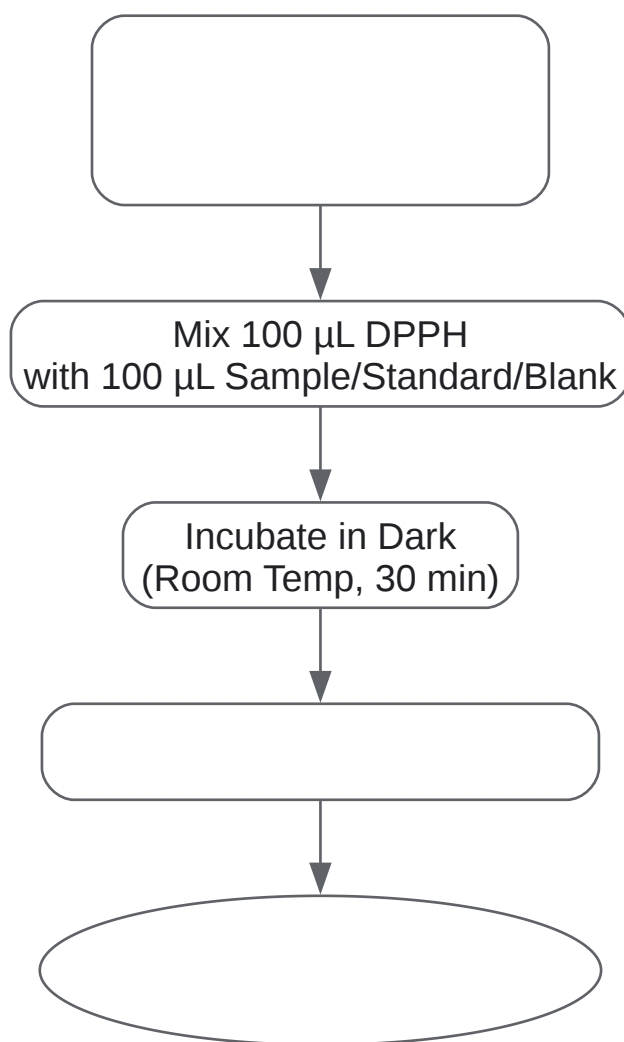 Mix 100 µL DPPH
with 100 µL Sample/Standard/Blank
Incubate in Dark
(Room Temp, 30 min)